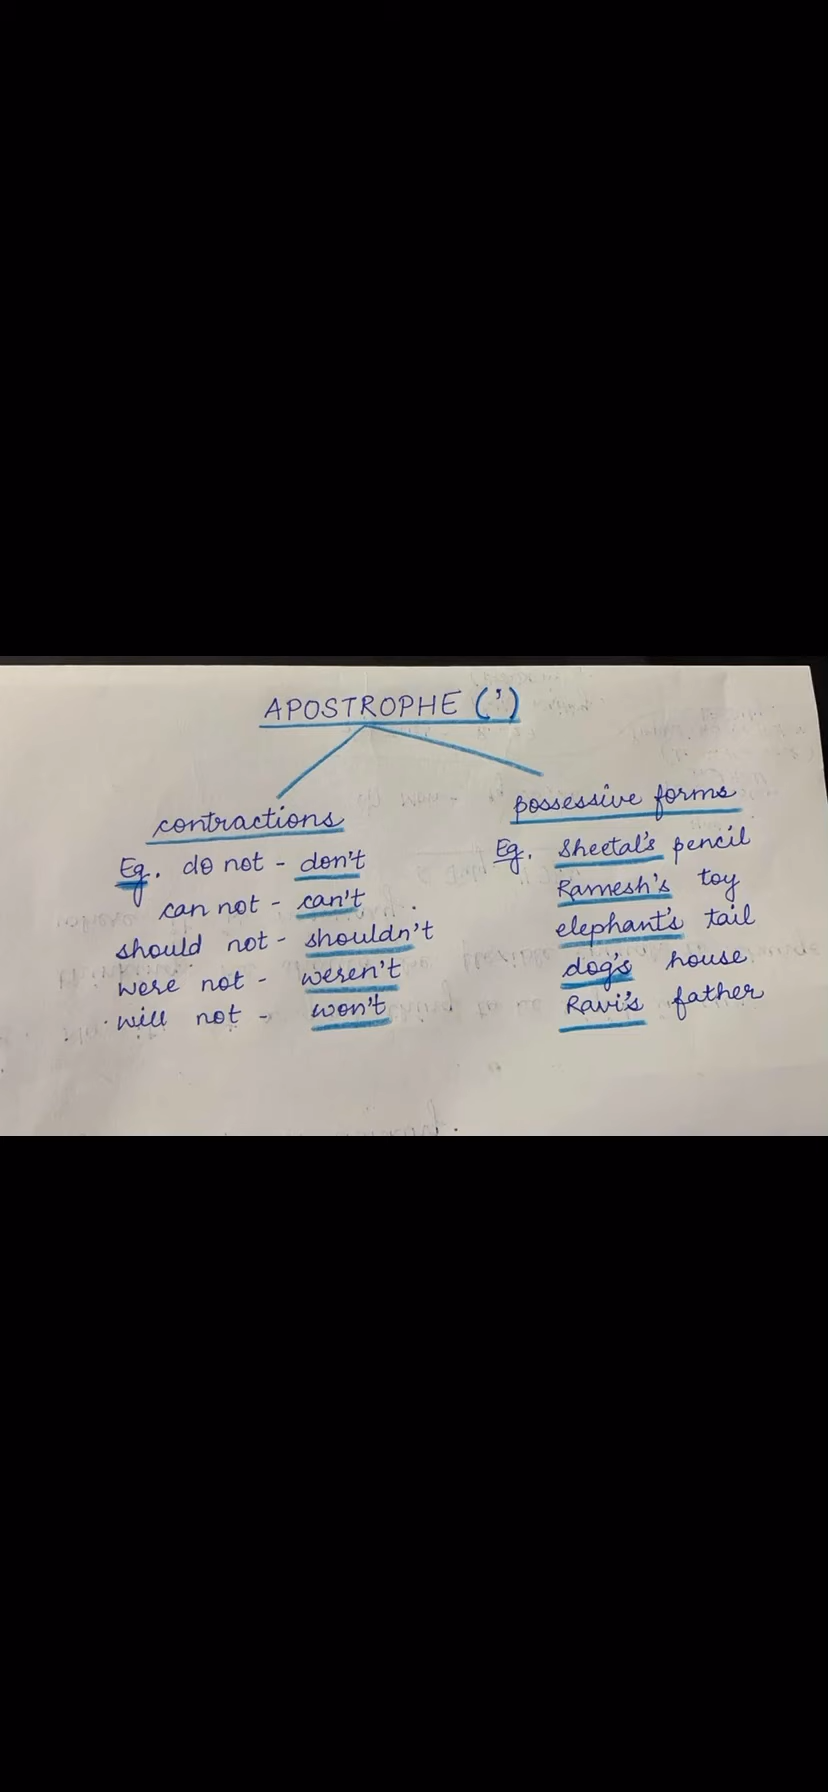 APOSTROPHE (')
contractions
Eg. do not - don't
can not - can't
should not - shouldn't
were not - weren't
will not - won't
possessive forms
Eg. Sheetal's pencil
Ramesh's toy
elephant's tail
dog's house
Ravi's father